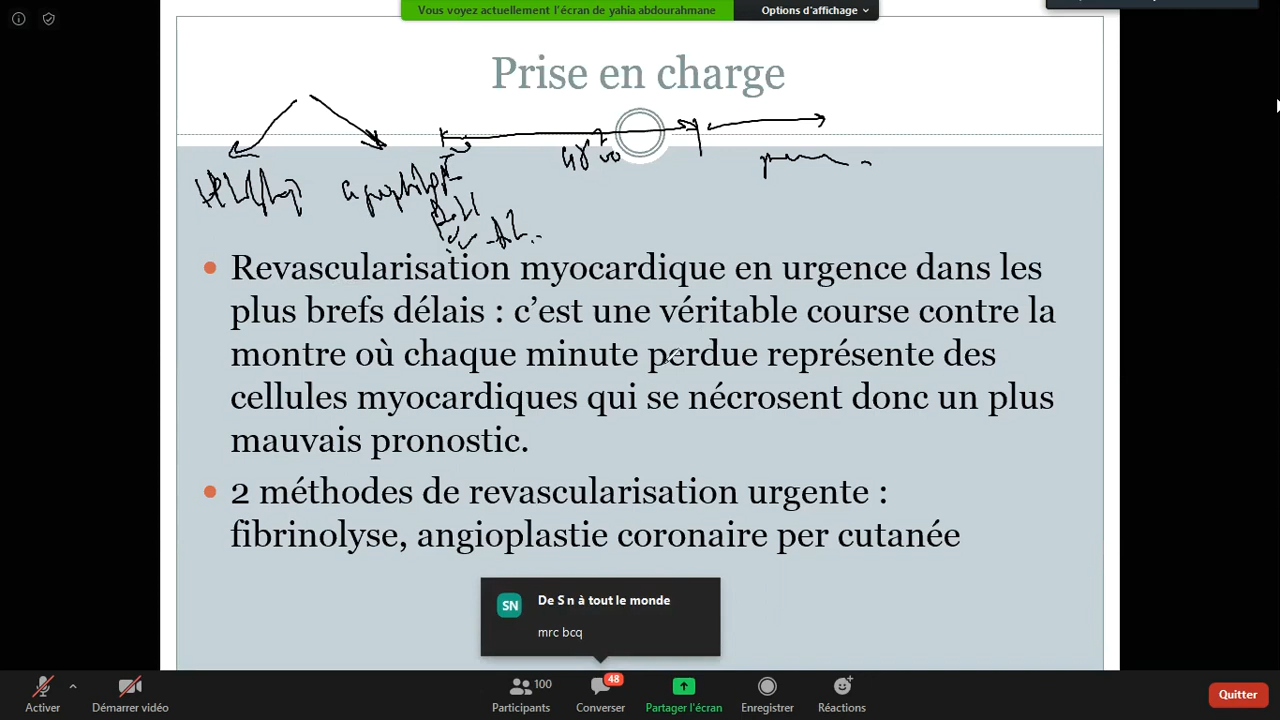 Vous voyez actuellement l'écran de yahia abdourahmane
Options d'affichage
Prise en charge
Revascularisation myocardique en urgence dans les
plus brefs délais : c'est une véritable course contre la
montre où chaque minute perdue représente des
cellules myocardiques qui se nécrosent donc un plus
mauvais pronostic.
2 méthodes de revascularisation urgente :
fibrinolyse, angioplastie coronaire per cutanée
SN
De S n à tout le monde
mrc bcq
48
100
Activer
Démarrer vidéo
Participants
Converser
Partager l'écran
Enregistrer
Réactions
Quitter